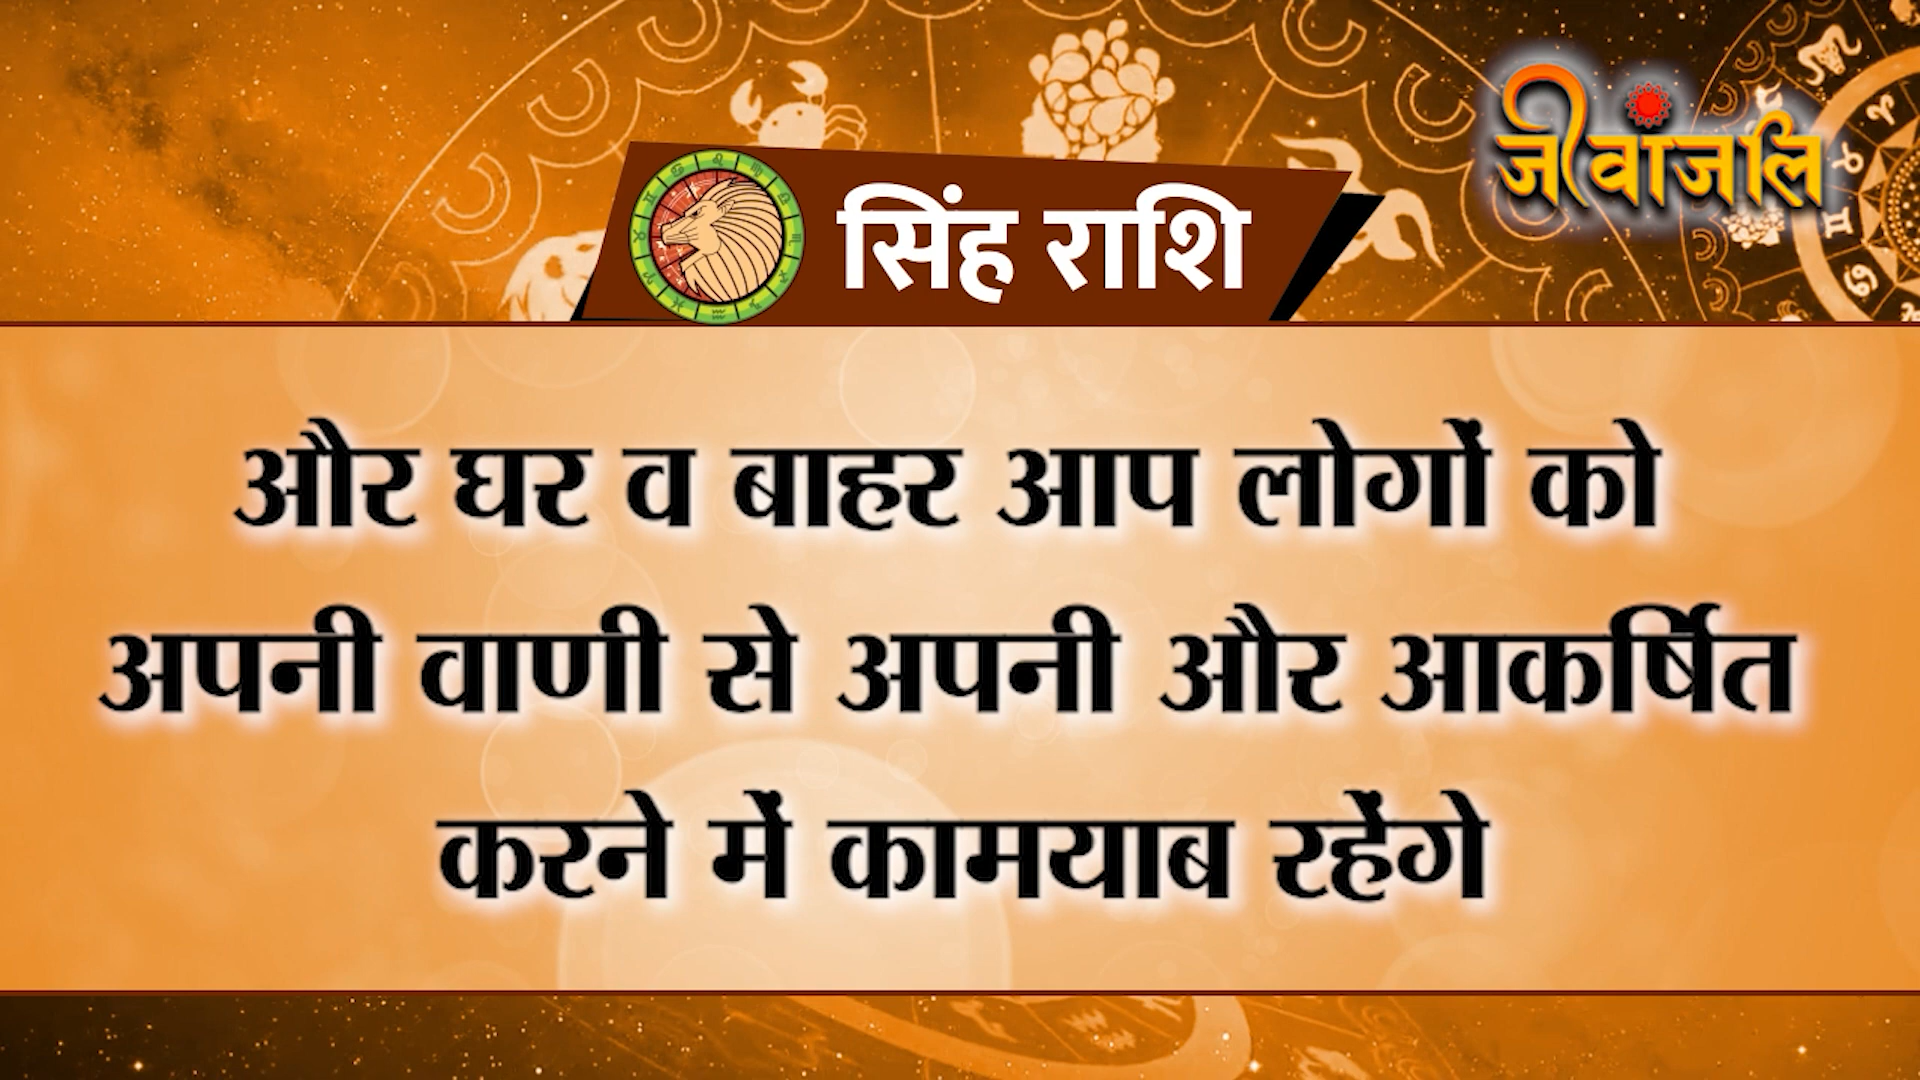 जीवांजलि
सिंह राशि
और घर व बाहर आप लोगों को
अपनी वाणी से अपनी और आकर्षित
करने में कामयाब रहेंगे